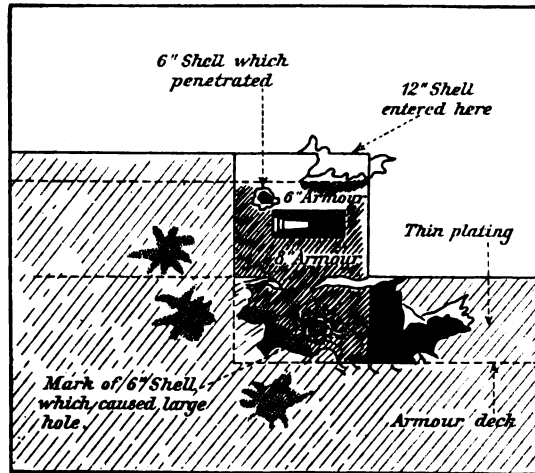 6" Shell which
penetrated
12" Shell
entered here
6" Armour
Thin plating
Armour
Mark of 6" Shell,
which caused large
hole.
Armour deck